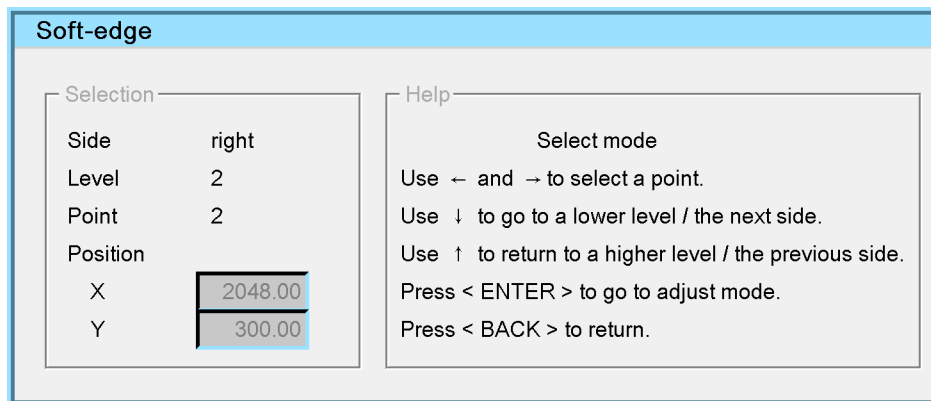 Soft-edge
Selection
Side right
Level 2
Point 2
Position
X 2048.00
Y 300.00
Help
Select mode
Use ← and → to select a point.
Use ↓ to go to a lower level / the next side.
Use ↑ to return to a higher level / the previous side.
Press < ENTER > to go to adjust mode.
Press < BACK > to return.